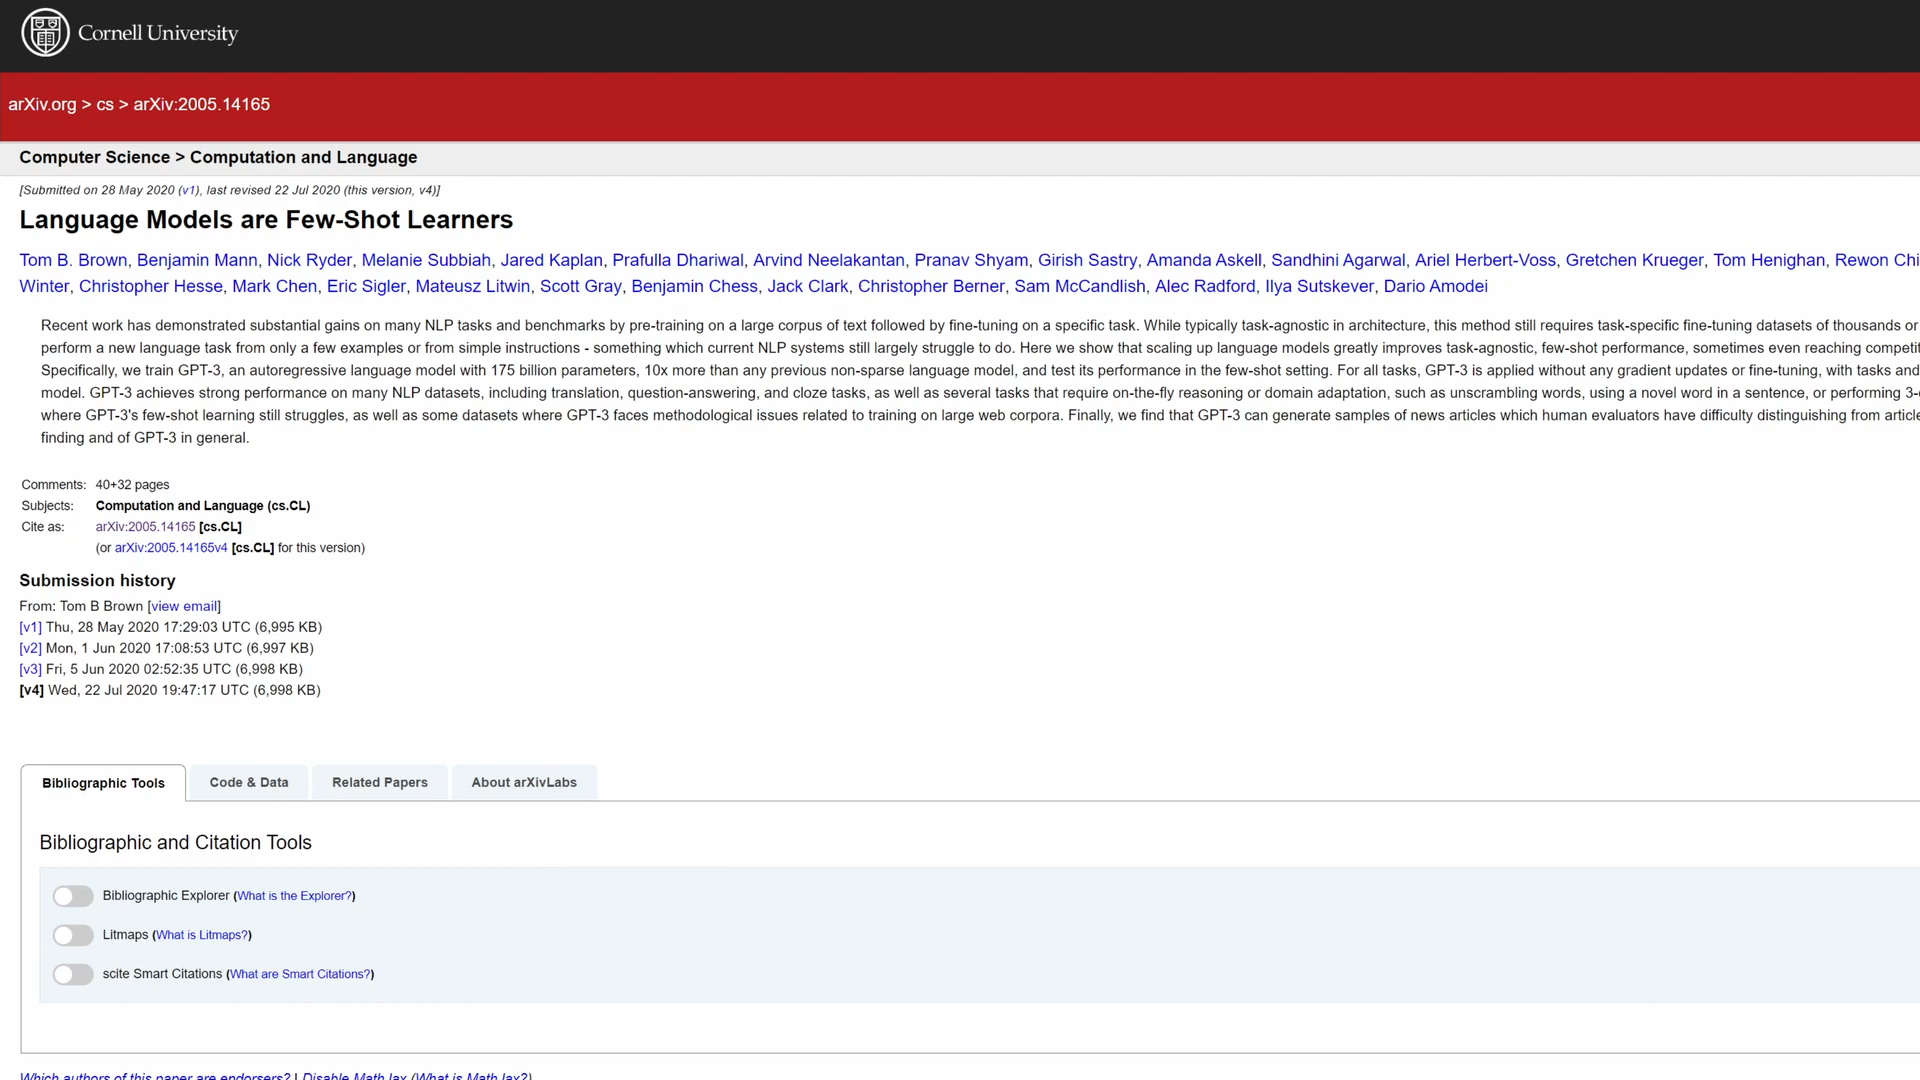 Cornell University
arXiv.org > cs > arXiv:2005.14165
Computer Science > Computation and Language
[Submitted on 28 May 2020 (v1), last revised 22 Jul 2020 (this version, v4)]
Language Models are Few-Shot Learners
Tom B. Brown, Benjamin Mann, Nick Ryder, Melanie Subbiah, Jared Kaplan, Prafulla Dhariwal, Arvind Neelakantan, Pranav Shyam, Girish Sastry, Amanda Askell, Sandhini Agarwal, Ariel Herbert-Voss, Gretchen Krueger, Tom Henighan, Rewon Chi
Winter, Christopher Hesse, Mark Chen, Eric Sigler, Mateusz Litwin, Scott Gray, Benjamin Chess, Jack Clark, Christopher Berner, Sam McCandlish, Alec Radford, Ilya Sutskever, Dario Amodei
Recent work has demonstrated substantial gains on many NLP tasks and benchmarks by pre-training on a large corpus of text followed by fine-tuning on a specific task. While typically task-agnostic in architecture, this method still requires task-specific fine-tuning datasets of thousands or
perform a new language task from only a few examples or from simple instructions - something which current NLP systems still largely struggle to do. Here we show that scaling up language models greatly improves task-agnostic, few-shot performance, sometimes even reaching competit
Specifically, we train GPT-3, an autoregressive language model with 175 billion parameters, 10x more than any previous non-sparse language model, and test its performance in the few-shot setting. For all tasks, GPT-3 is applied without any gradient updates or fine-tuning, with tasks and
model. GPT-3 achieves strong performance on many NLP datasets, including translation, question-answering, and cloze tasks, as well as several tasks that require on-the-fly reasoning or domain adaptation, such as unscrambling words, using a novel word in a sentence, or performing 3-
where GPT-3's few-shot learning still struggles, as well as some datasets where GPT-3 faces methodological issues related to training on large web corpora. Finally, we find that GPT-3 can generate samples of news articles which human evaluators have difficulty distinguishing from article
finding and of GPT-3 in general.
Comments: 40+32 pages
Subjects: Computation and Language (cs.CL)
Cite as: arXiv:2005.14165 [cs.CL]
(or arXiv:2005.14165v4 [cs.CL] for this version)
Submission history
From: Tom B Brown [view email]
[v1] Thu, 28 May 2020 17:29:03 UTC (6,995 KB)
[v2] Mon, 1 Jun 2020 17:08:53 UTC (6,997 KB)
[v3] Fri, 5 Jun 2020 02:52:35 UTC (6,998 KB)
[v4] Wed, 22 Jul 2020 19:47:17 UTC (6,998 KB)
Bibliographic Tools Code & Data Related Papers About arXivLabs
Bibliographic and Citation Tools
Bibliographic Explorer (What is the Explorer?)
Litmaps (What is Litmaps?)
scite Smart Citations (What are Smart Citations?)
Which authors of this paper are endorsers? | Disable MathJax (What is MathJax?)